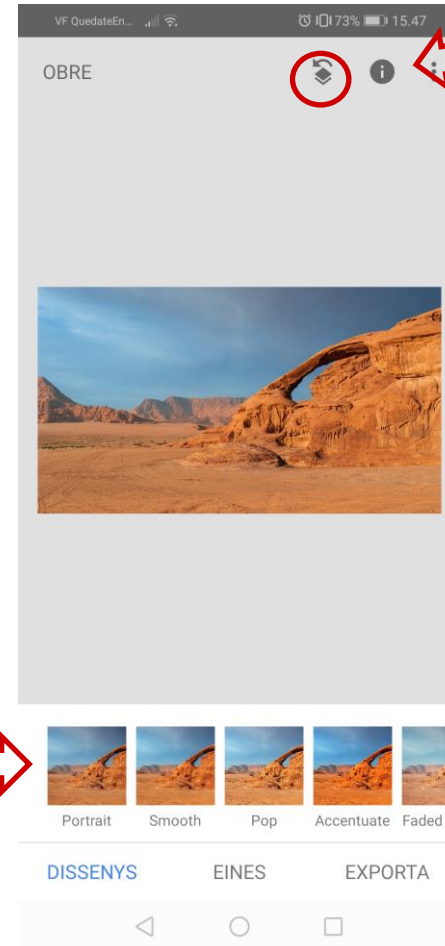 VF QuedateEn... 73% 15.47
OBRE
Portrait Smooth Pop Accentuate Faded
DISSENYS EINES EXPORTA